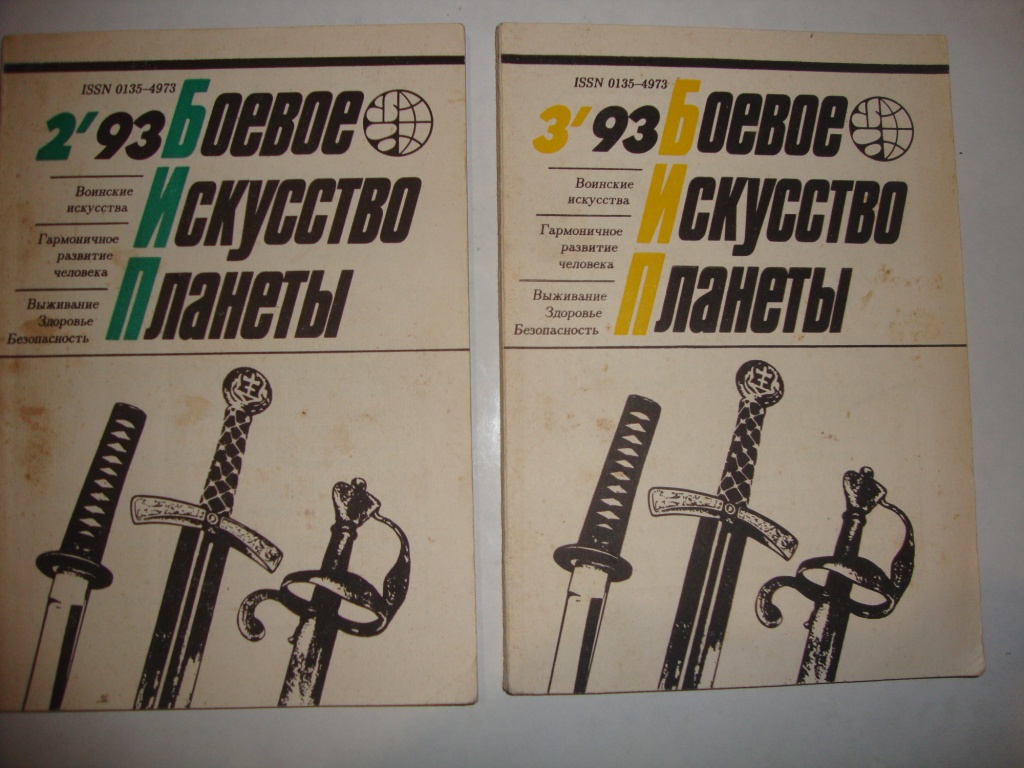 ISSN 0135-4973
2'93 Боевое
Искусство
Планеты
Воинские
искусства
Гармоничное
развитие
человека
Выживание
Здоровье
Безопасность
ISSN 0135-4973
3'93 Боевое
Искусство
Планеты
Воинские
искусства
Гармоничное
развитие
человека
Выживание
Здоровье
Безопасность